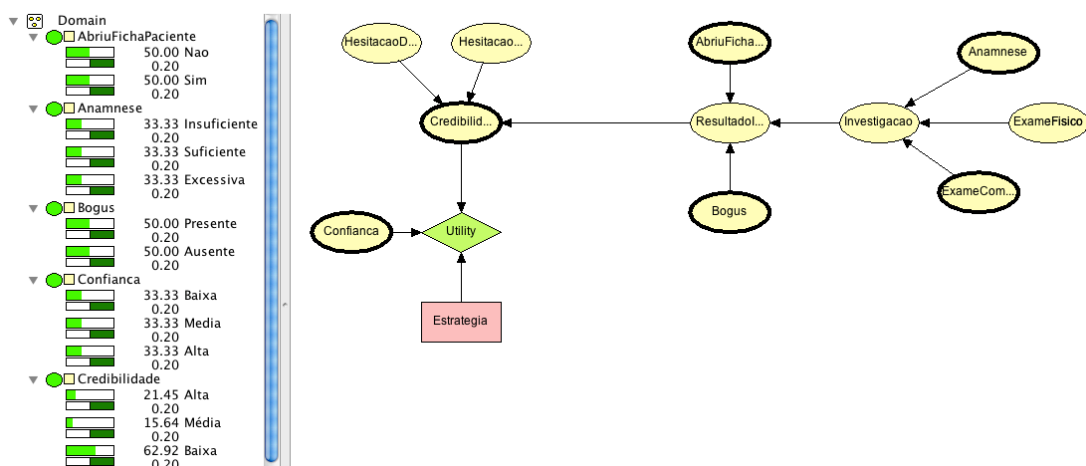 Domain
AbriuFichaPaciente
50.00 Nao
0.20
50.00 Sim
0.20
Anamnese
33.33 Insuficiente
0.20
33.33 Suficiente
0.20
33.33 Excessiva
0.20
Bogus
50.00 Presente
0.20
50.00 Ausente
0.20
Confianca
33.33 Baixa
0.20
33.33 Media
0.20
33.33 Alta
0.20
Credibilidade
21.45 Alta
0.20
15.64 Média
0.20
62.92 Baixa
0.20
HesitacaoD...
Hesitacao...
AbriuFicha...
Anamnese
Credibilid...
ResultadoI...
Investigacao
ExameFisico
ExameCom...
Bogus
Confianca
Utility
Estrategia